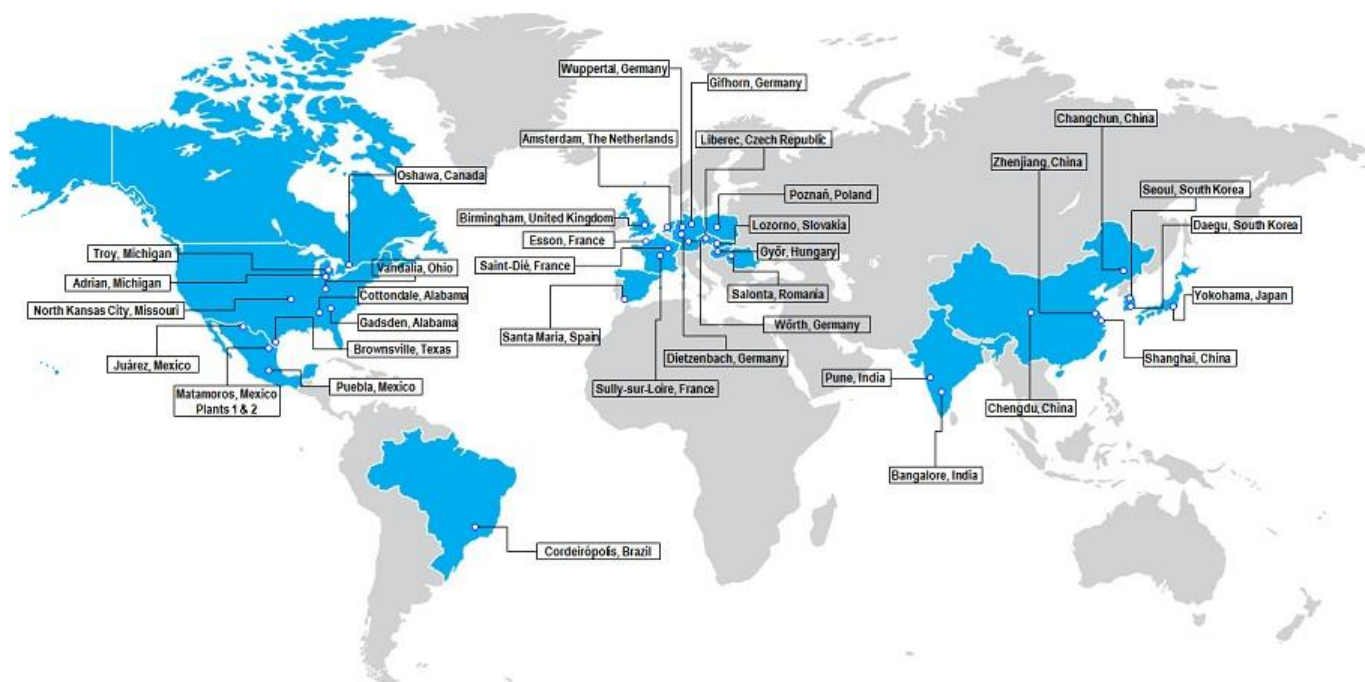 Wuppertal, Germany
Gifhorn, Germany
Changchun, China
Amsterdam, The Netherlands
Liberec, Czech Republic
Zhenjiang, China
Oshawa, Canada
Poznań, Poland
Seoul, South Korea
Birmingham, United Kingdom
Lozorno, Slovakia
Daegu, South Korea
Esson, France
Troy, Michigan
Győr, Hungary
Saint-Dié, France
Vandalia, Ohio
Adrian, Michigan
Salonta, Romania
Cottondale, Alabama
Yokohama, Japan
North Kansas City, Missouri
Gadsden, Alabama
Wörth, Germany
Santa Maria, Spain
Brownsville, Texas
Dietzenbach, Germany
Shanghai, China
Juárez, Mexico
Pune, India
Puebla, Mexico
Sully-sur-Loire, France
Matamoros, Mexico
Plants 1 & 2
Chengdu, China
Bangalore, India
Cordeirópolis, Brazil